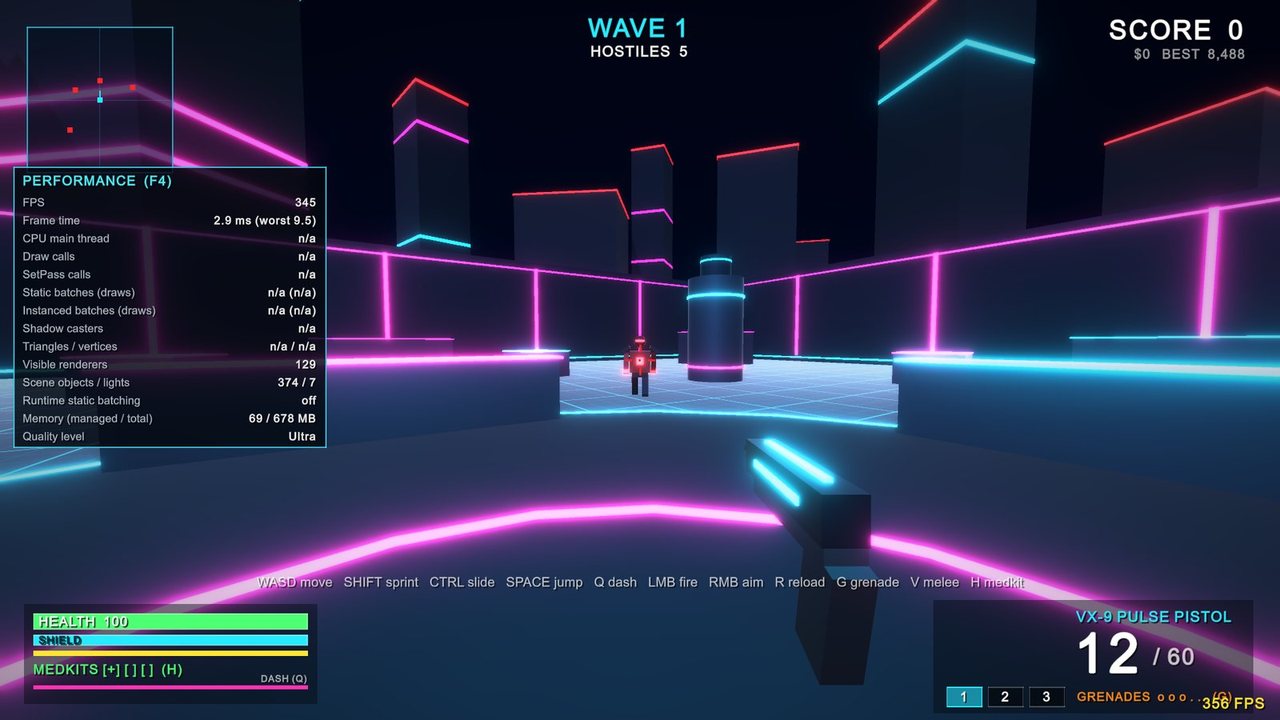 WAVE 1
HOSTILES 5
SCORE 0
$0 BEST 8,488
PERFORMANCE (F4)
FPS 345
Frame time 2.9 ms (worst 9.5)
CPU main thread n/a
Draw calls n/a
SetPass calls n/a
Static batches (draws) n/a (n/a)
Instanced batches (draws) n/a (n/a)
Shadow casters n/a
Triangles / vertices n/a / n/a
Visible renderers 129
Scene objects / lights 374 / 7
Runtime static batching off
Memory (managed / total) 69 / 678 MB
Quality level Ultra
WASD move SHIFT sprint CTRL slide SPACE jump Q dash LMB fire RMB aim R reload G grenade V melee H medkit
HEALTH 100
SHIELD
MEDKITS [+] [ ] [ ] (H)
DASH (Q)
VX-9 PULSE PISTOL
12 / 60
1 2 3
GRENADES o o o . . (G)
356 FPS